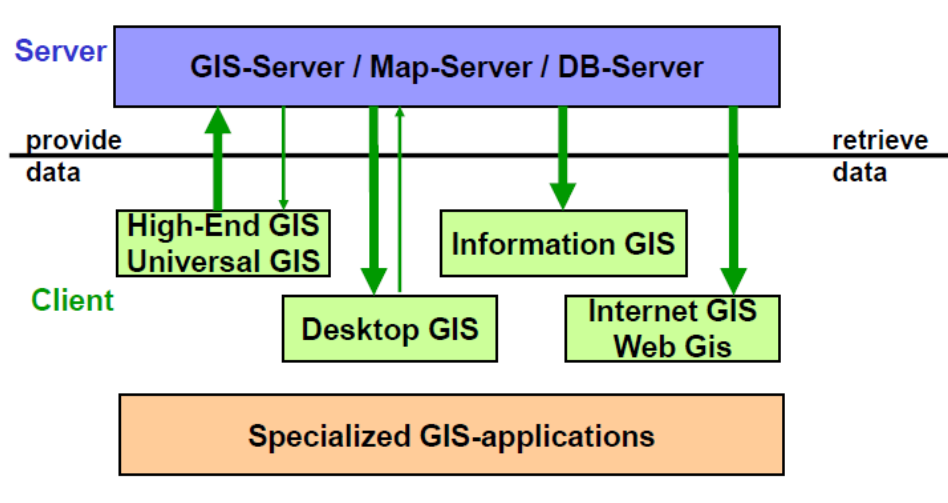 Server
GIS-Server / Map-Server / DB-Server
provide
data
retrieve
data
High-End GIS
Universal GIS
Information GIS
Client
Desktop GIS
Internet GIS
Web Gis
Specialized GIS-applications